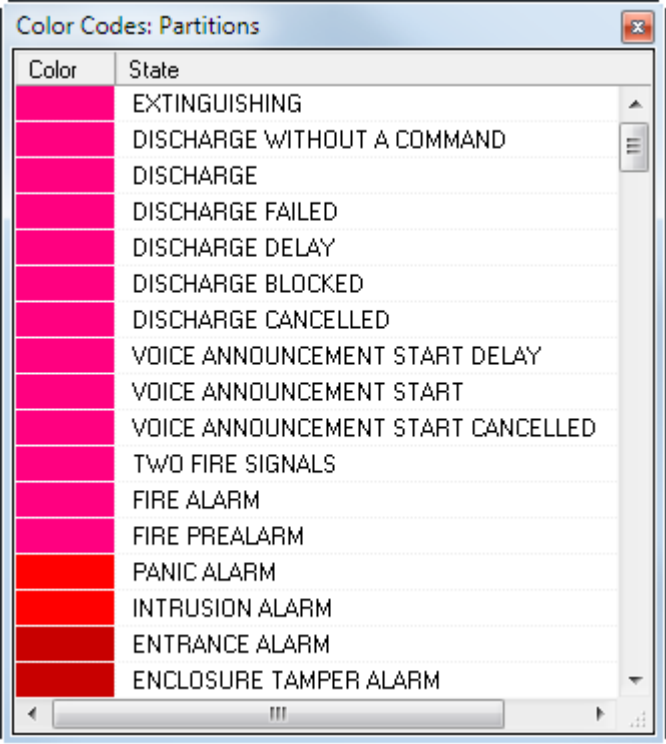 Color Codes: Partitions
Color State
EXTINGUISHING
DISCHARGE WITHOUT A COMMAND
DISCHARGE
DISCHARGE FAILED
DISCHARGE DELAY
DISCHARGE BLOCKED
DISCHARGE CANCELLED
VOICE ANNOUNCEMENT START DELAY
VOICE ANNOUNCEMENT START
VOICE ANNOUNCEMENT START CANCELLED
TWO FIRE SIGNALS
FIRE ALARM
FIRE PREALARM
PANIC ALARM
INTRUSION ALARM
ENTRANCE ALARM
ENCLOSURE TAMPER ALARM